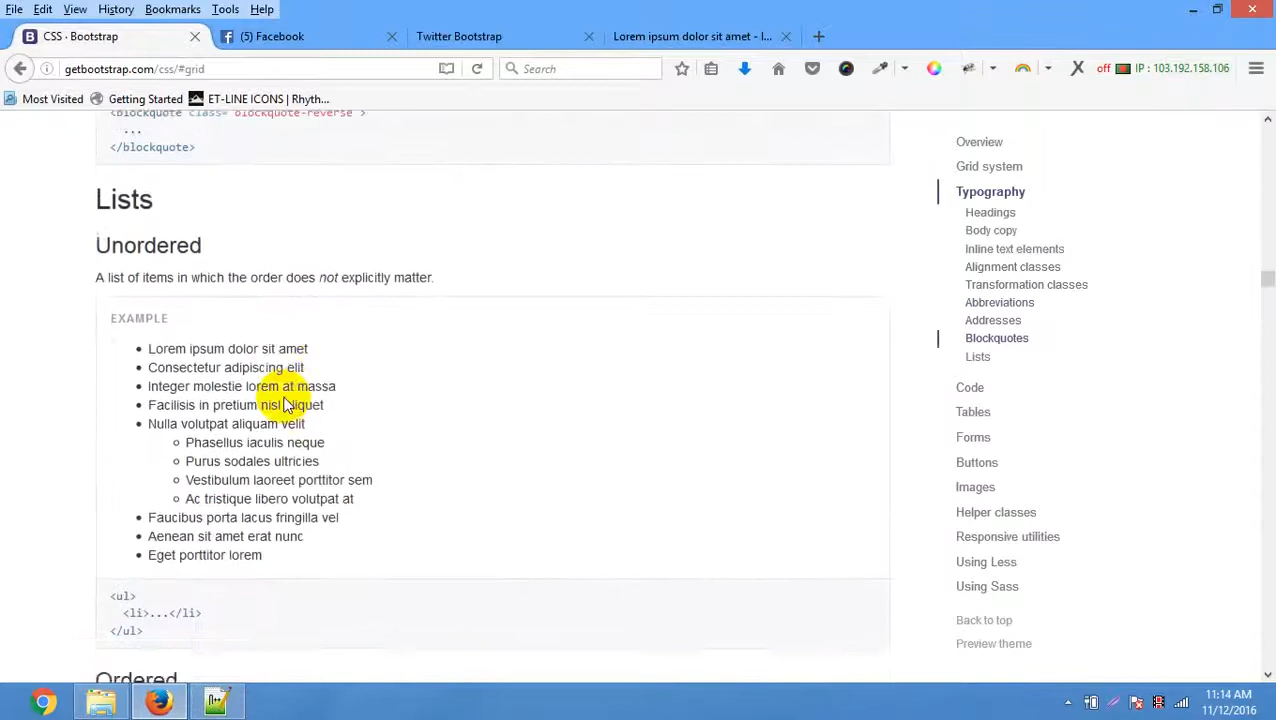 File Edit View History Bookmarks Tools Help
CSS · Bootstrap
(5) Facebook
Twitter Bootstrap
Lorem ipsum dolor sit amet - l...
getbootstrap.com/css/#grid
Search
off IP : 103.192.158.106
Most Visited Getting Started ET-LINE ICONS | Rhyth...
<blockquote class="blockquote-reverse">
...
</blockquote>
Lists
Unordered
A list of items in which the order does not explicitly matter.
EXAMPLE
Lorem ipsum dolor sit amet
Consectetur adipiscing elit
Integer molestie lorem at massa
Facilisis in pretium nisl aliquet
Nulla volutpat aliquam velit
Phasellus iaculis neque
Purus sodales ultricies
Vestibulum laoreet porttitor sem
Ac tristique libero volutpat at
Faucibus porta lacus fringilla vel
Aenean sit amet erat nunc
Eget porttitor lorem
<ul>
<li>...</li>
</ul>
Ordered
Overview
Grid system
Typography
Headings
Body copy
Inline text elements
Alignment classes
Transformation classes
Abbreviations
Addresses
Blockquotes
Lists
Code
Tables
Forms
Buttons
Images
Helper classes
Responsive utilities
Using Less
Using Sass
Back to top
Preview theme
11:14 AM
11/12/2016